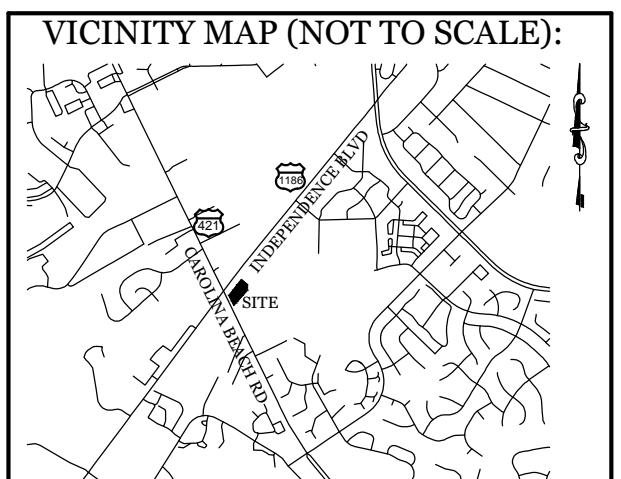 VICINITY MAP (NOT TO SCALE):
1186
INDEPENDENCE BLVD
421
CAROLINA BEACH RD
SITE